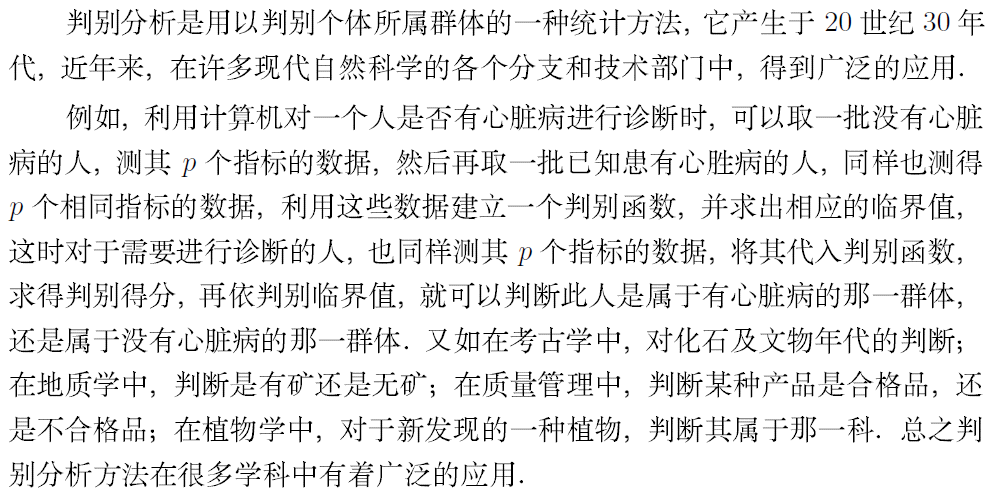 判别分析是用以判别个体所属群体的一种统计方法, 它产生于 20 世纪 30 年
代, 近年来, 在许多现代自然科学的各个分支和技术部门中, 得到广泛的应用.
例如, 利用计算机对一个人是否有心脏病进行诊断时, 可以取一批没有心脏
病的人, 测其 p 个指标的数据, 然后再取一批已知患有心胜病的人, 同样也测得
p 个相同指标的数据, 利用这些数据建立一个判别函数, 并求出相应的临界值,
这时对于需要进行诊断的人, 也同样测其 p 个指标的数据, 将其代入判别函数,
求得判别得分, 再依判别临界值, 就可以判断此人是属于有心脏病的那一群体,
还是属于没有心脏病的那一群体. 又如在考古学中, 对化石及文物年代的判断;
在地质学中, 判断是有矿还是无矿; 在质量管理中, 判断某种产品是合格品, 还
是不合格品; 在植物学中, 对于新发现的一种植物, 判断其属于那一科. 总之判
别分析方法在很多学科中有着广泛的应用.